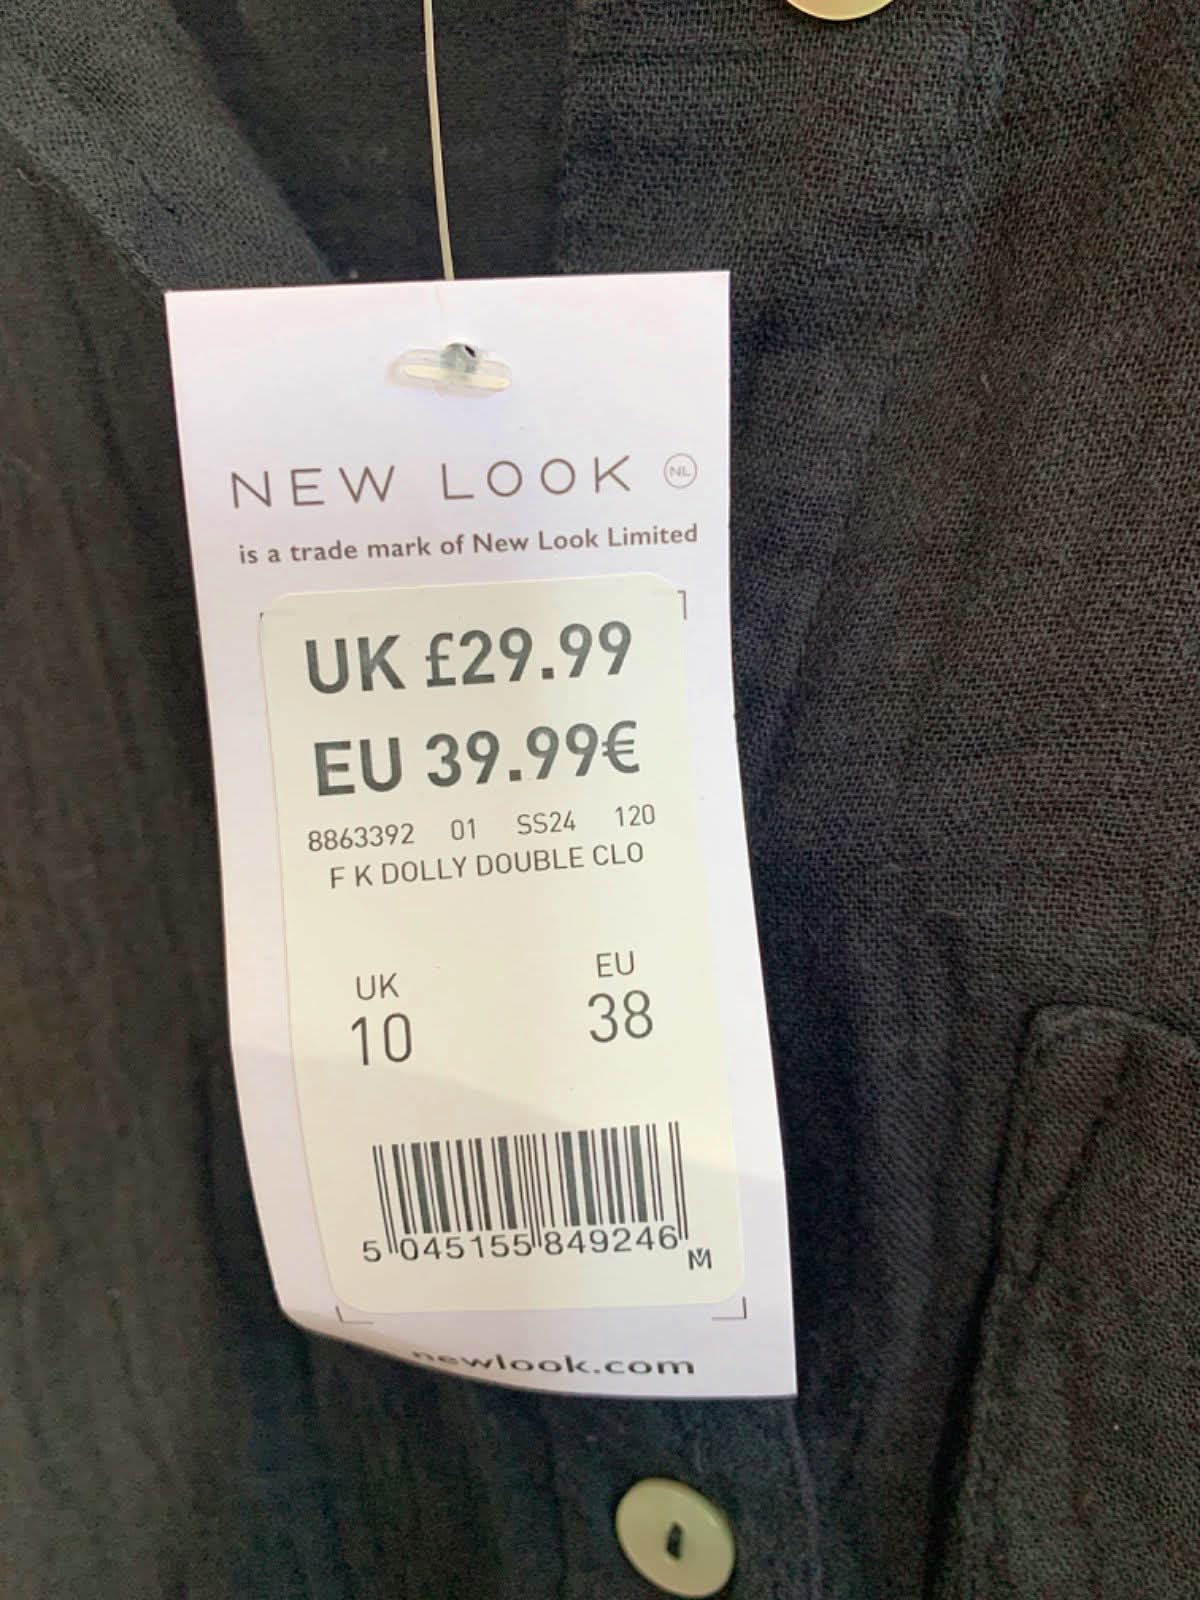 NEW LOOK NL
is a trade mark of New Look Limited
UK £29.99
EU 39.99€
8863392 01 SS24 120
F K DOLLY DOUBLE CLO
UK EU
10 38
5 045155 849246 M
newlook.com